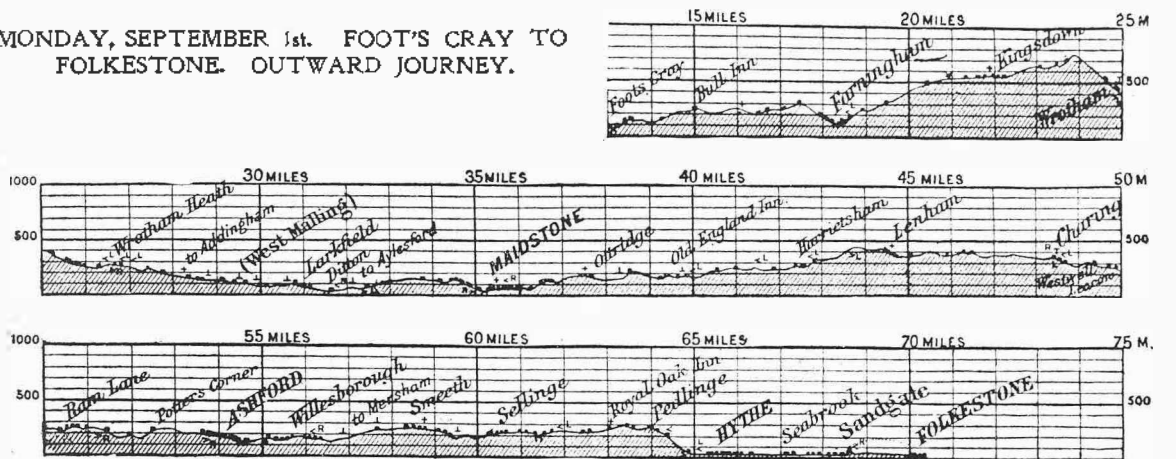 MONDAY, SEPTEMBER 1st. FOOT'S CRAY TO
FOLKESTONE. OUTWARD JOURNEY.
15 MILES 20 MILES 25 M
Foots Cray Bull Inn Farningham Kingsdown Wrotham
500
30 MILES 35 MILES 40 MILES 45 MILES 50 M
1000
500
Wrotham Heath to Addingham (West Malling) Larkfield Ditton to Aylesford MAIDSTONE Ottridge Old England Inn Harrietsham Lenham Charing
Westwell Leacon
500
55 MILES 60 MILES 65 MILES 70 MILES 75 M.
1000
500
Ram Lane Potters Corner ASHFORD Willesborough to Mersham Smeeth Sellinge Royal Oak Inn Pedlinge HYTHE Seabrook Sandgate FOLKESTONE
500